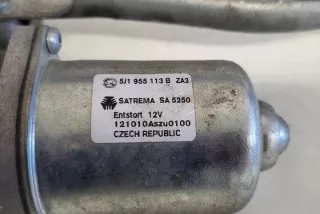 5J1 955 113 B ZA3
SATREMA SA 5250
Entstort 12V
121010Aszu0100
CZECH REPUBLIC